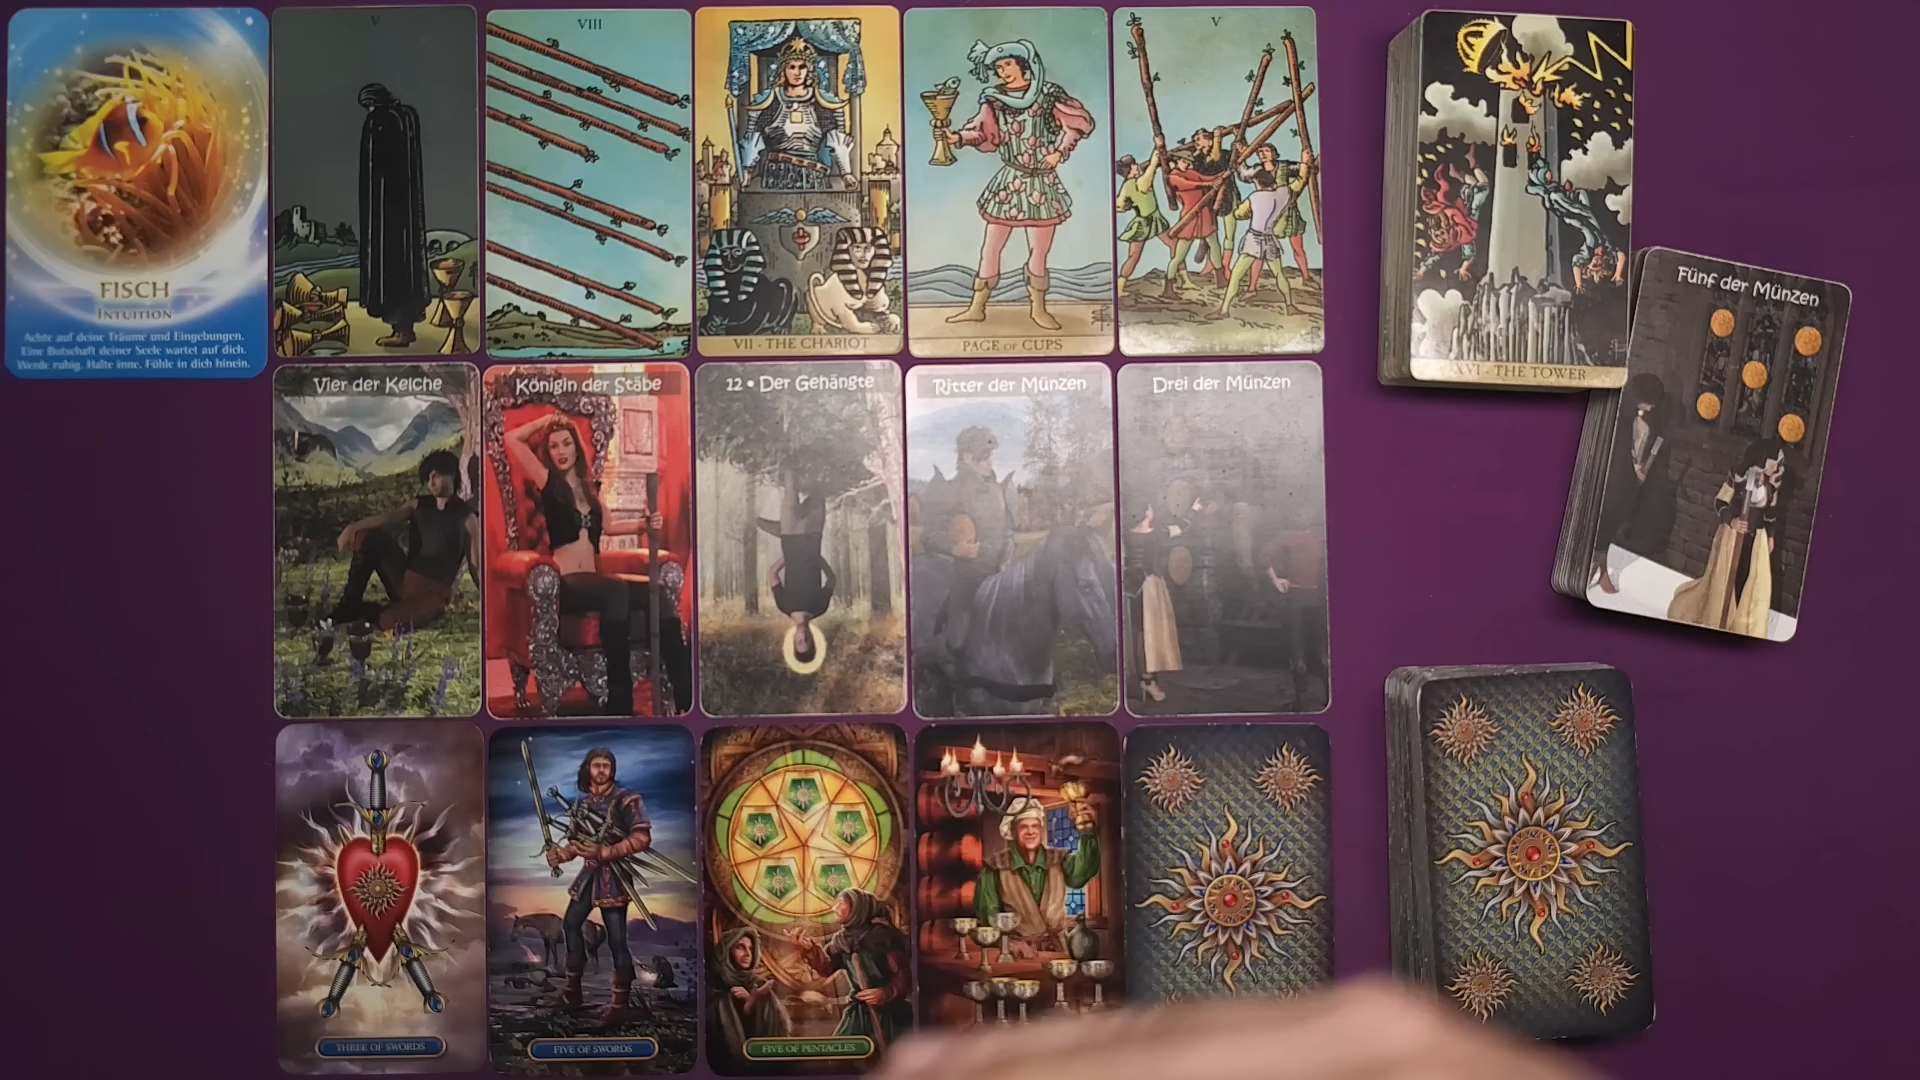 FISCH
INTUITION
Achte auf deine Träume und Eingebungen.
Eine Botschaft deiner Seele wartet auf dich.
Werde ruhig. Halte inne. Fühle in dich hinein.
V
VIII
VII - THE CHARIOT
PAGE OF CUPS
V
XVI - THE TOWER
Fünf der Münzen
Vier der Kelche
Königin der Stäbe
12 • Der Gehängte
Ritter der Münzen
Drei der Münzen
THREE OF SWORDS
FIVE OF SWORDS
FIVE OF PENTACLES